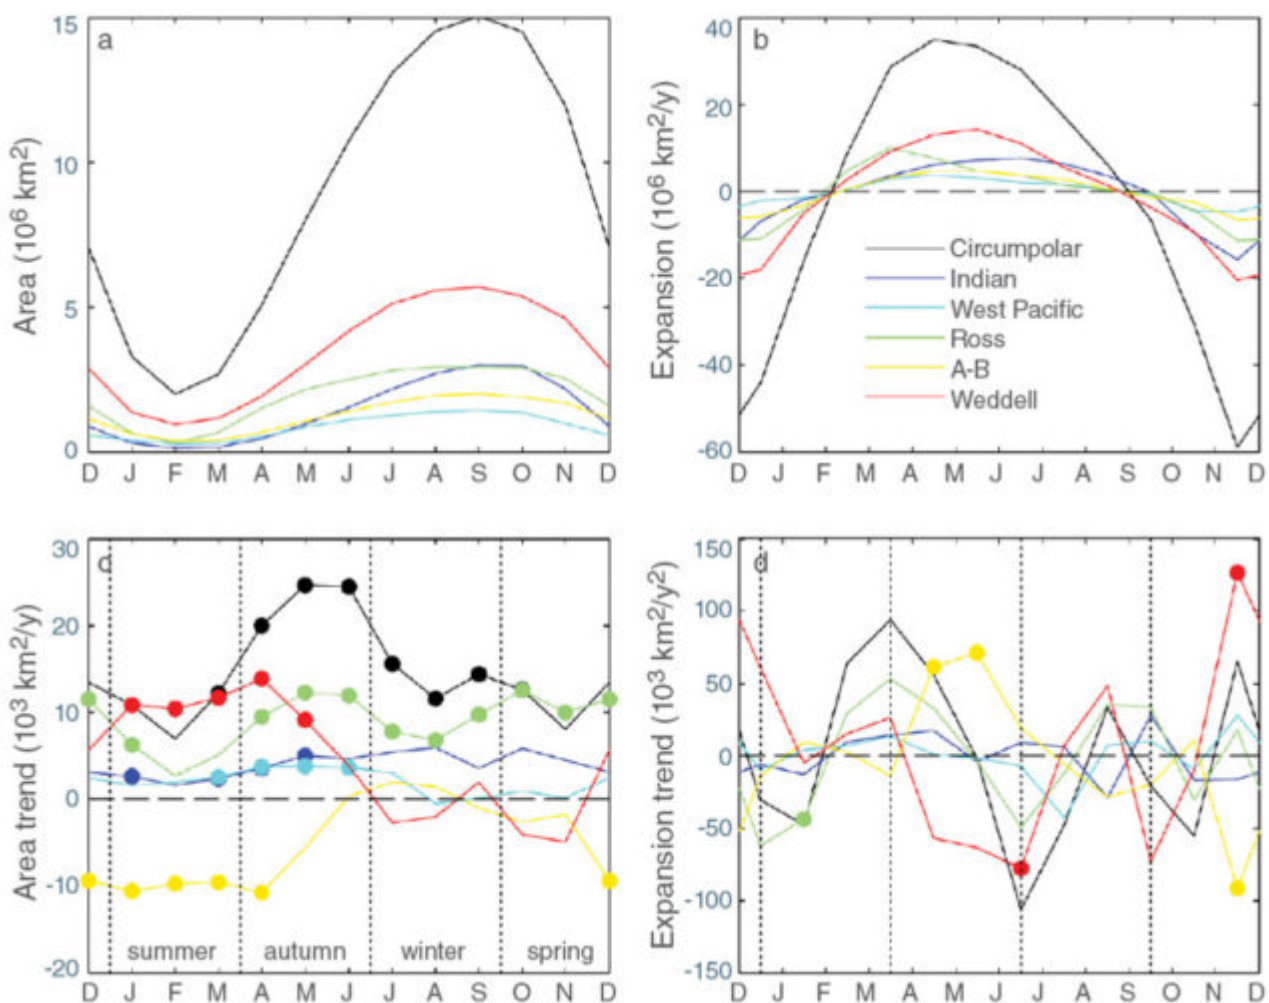 a
Area (10⁶ km²)
15
10
5
0
D J F M A M J J A S O N D
b
Expansion (10⁶ km²/y)
40
20
0
-20
-40
-60
Circumpolar
Indian
West Pacific
Ross
A-B
Weddell
D J F M A M J J A S O N D
c
Area trend (10³ km²/y)
30
20
10
0
-10
-20
summer autumn winter spring
D J F M A M J J A S O N D
d
Expansion trend (10³ km²/y²)
150
100
50
0
-50
-100
-150
D J F M A M J J A S O N D